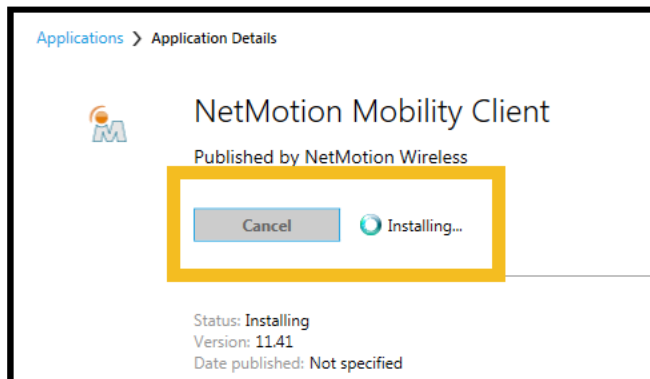 Applications ❯ Application Details
NetMotion Mobility Client
Published by NetMotion Wireless
Cancel Installing...
Status: Installing
Version: 11.41
Date published: Not specified